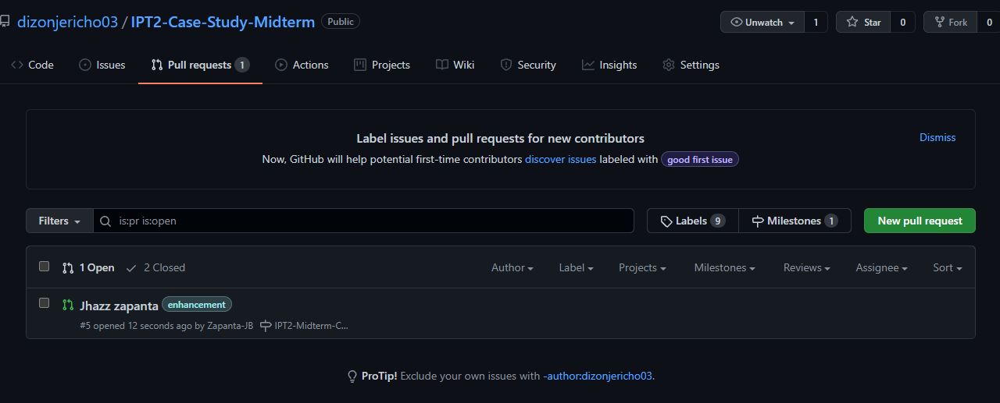 dizonjericho03 / IPT2-Case-Study-Midterm Public Unwatch 1 Star 0 Fork 0
Code Issues Pull requests 1 Actions Projects Wiki Security Insights Settings
Label issues and pull requests for new contributors Dismiss
Now, GitHub will help potential first-time contributors discover issues labeled with good first issue
Filters is:pr is:open Labels 9 Milestones 1 New pull request
1 Open 2 Closed Author Label Projects Milestones Reviews Assignee Sort
Jhazz zapanta enhancement
#5 opened 12 seconds ago by Zapanta-JB IPT2-Midterm-C...
ProTip! Exclude your own issues with -author:dizonjericho03.